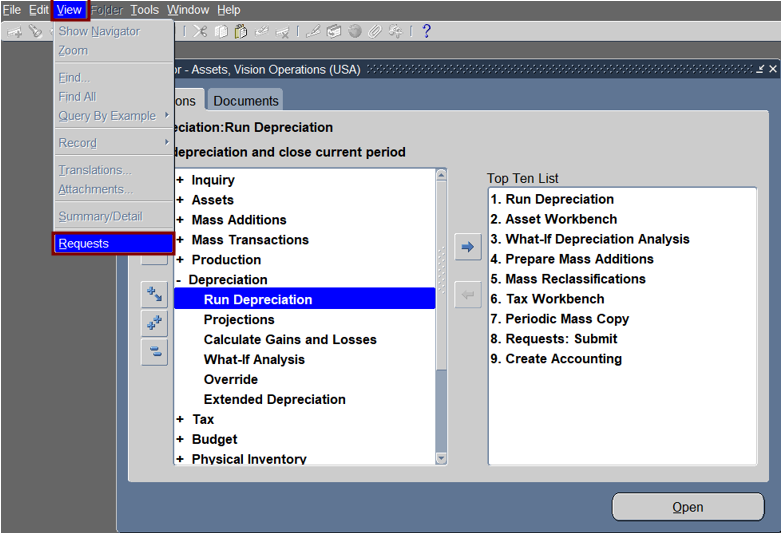 File Edit View Folder Tools Window Help
Show Navigator
Zoom
Find...
Find All
Query By Example
Record
Translations...
Attachments...
Summary/Detail
Requests
or - Assets, Vision Operations (USA)
ons Documents
eciation:Run Depreciation
depreciation and close current period
+ Inquiry
+ Assets
+ Mass Additions
+ Mass Transactions
+ Production
- Depreciation
Run Depreciation
Projections
Calculate Gains and Losses
What-If Analysis
Override
Extended Depreciation
+ Tax
+ Budget
+ Physical Inventory
Top Ten List
1. Run Depreciation
2. Asset Workbench
3. What-If Depreciation Analysis
4. Prepare Mass Additions
5. Mass Reclassifications
6. Tax Workbench
7. Periodic Mass Copy
8. Requests: Submit
9. Create Accounting
Open